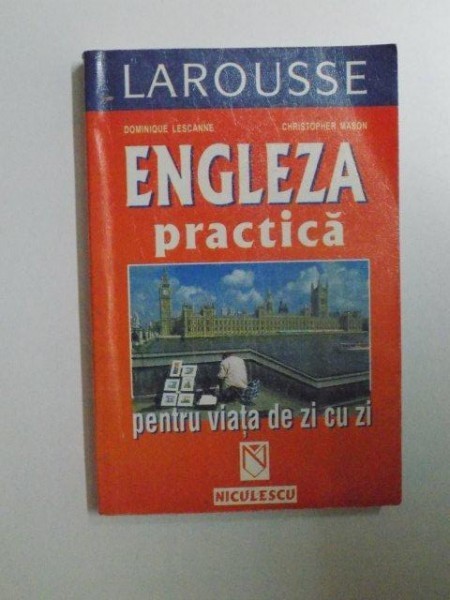 LAROUSSE
DOMINIQUE LESCANNE CHRISTOPHER MASON
ENGLEZA
practică
pentru viața de zi cu zi
NICULESCU